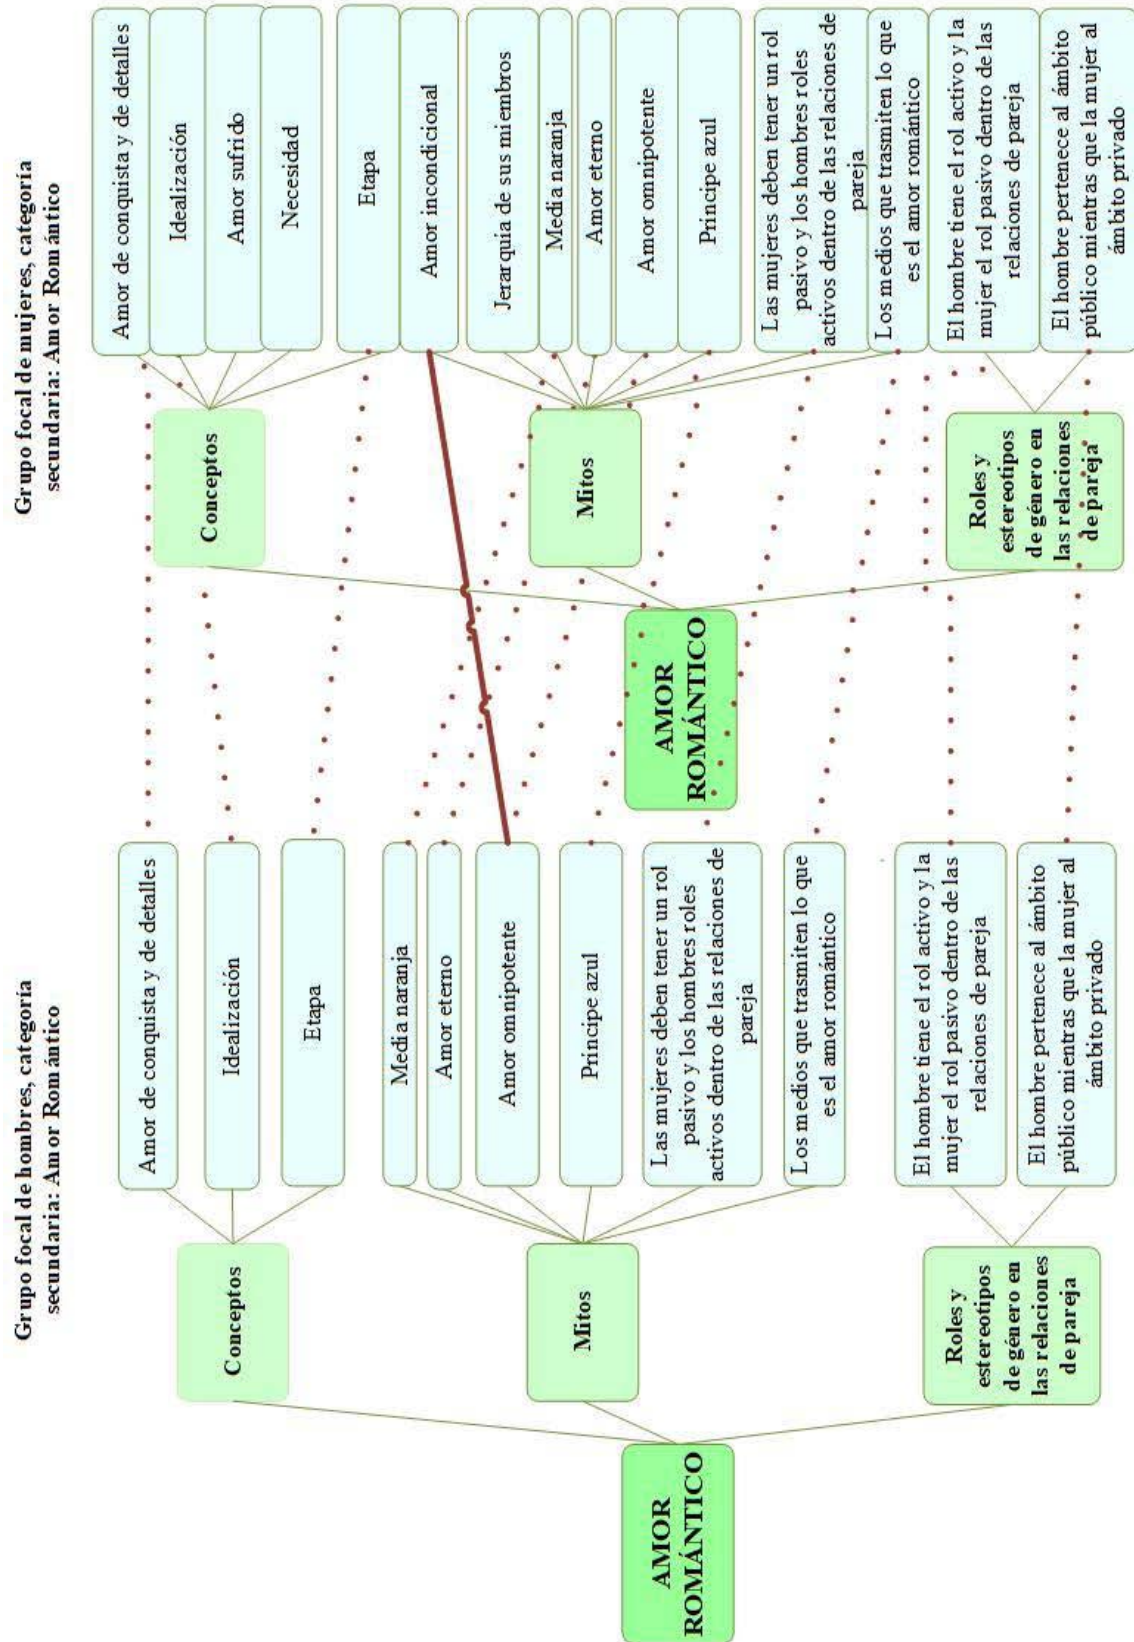 Grupo focal de hombres, categoría
secundaria: Amor Romántico
AMOR
ROMÁNTICO
Conceptos
Amor de conquista y de detalles
Idealización
Etapa
Mitos
Media naranja
Amor eterno
Amor omnipotente
Príncipe azul
Las mujeres deben tener un rol
pasivo y los hombres roles
activos dentro de las relaciones de
pareja
Los medios que trasmiten lo que
es el amor romántico
Roles y
estereotipos
de género en
las relaciones
de pareja
El hombre tiene el rol activo y la
mujer el rol pasivo dentro de las
relaciones de pareja
El hombre pertenece al ámbito
público mientras que la mujer al
ámbito privado
Grupo focal de mujeres, categoría
secundaria: Amor Romántico
AMOR
ROMÁNTICO
Conceptos
Amor de conquista y de detalles
Idealización
Amor sufrido
Necesidad
Etapa
Mitos
Amor incondicional
Jerarquía de sus miembros
Media naranja
Amor eterno
Amor omnipotente
Príncipe azul
Las mujeres deben tener un rol
pasivo y los hombres roles
activos dentro de las relaciones de
pareja
Los medios que trasmiten lo que
es el amor romántico
Roles y
estereotipos
de género en
las relaciones
de pareja
El hombre tiene el rol activo y la
mujer el rol pasivo dentro de las
relaciones de pareja
El hombre pertenece al ámbito
público mientras que la mujer al
ámbito privado